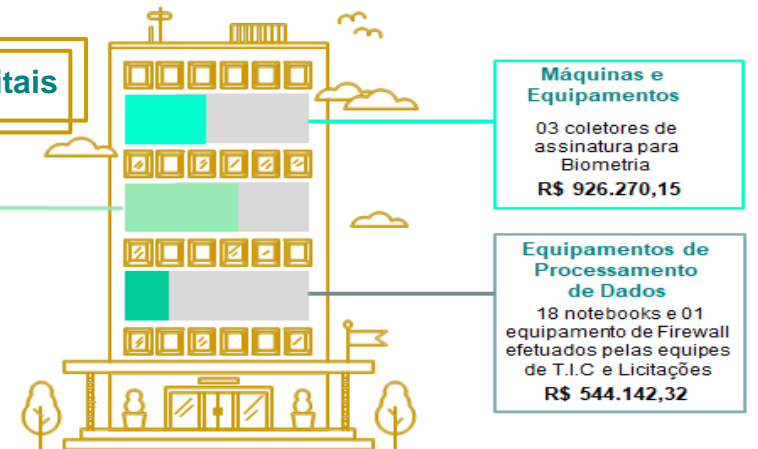 itais
Máquinas e
Equipamentos
03 coletores de
assinatura para
Biometria
R$ 926.270,15
Equipamentos de
Processamento
de Dados
18 notebooks e 01
equipamento de Firewall
efetuados pelas equipes
de T.I.C e Licitações
R$ 544.142,32